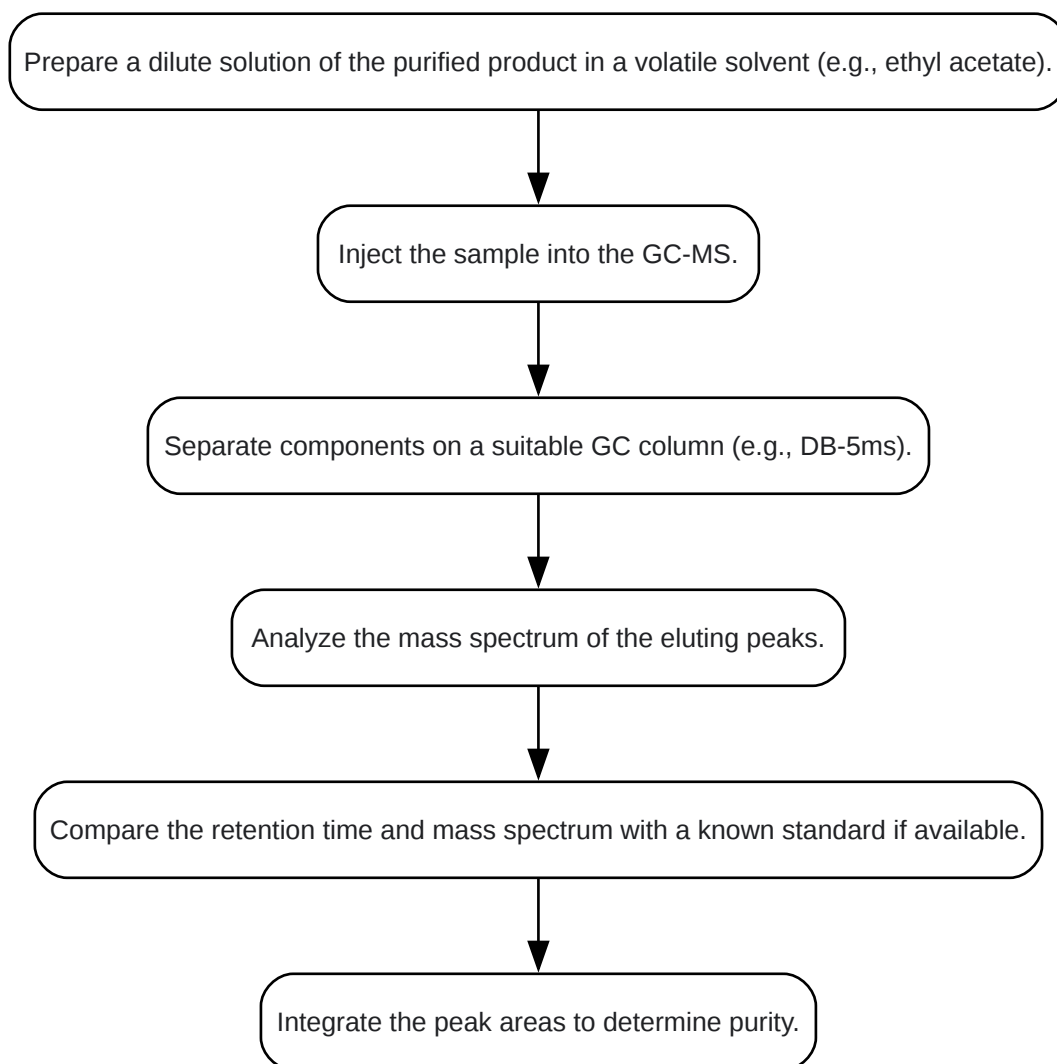 Prepare a dilute solution of the purified product in a volatile solvent (e.g., ethyl acetate).
Inject the sample into the GC-MS.
Separate components on a suitable GC column (e.g., DB-5ms).
Analyze the mass spectrum of the eluting peaks.
Compare the retention time and mass spectrum with a known standard if available.
Integrate the peak areas to determine purity.